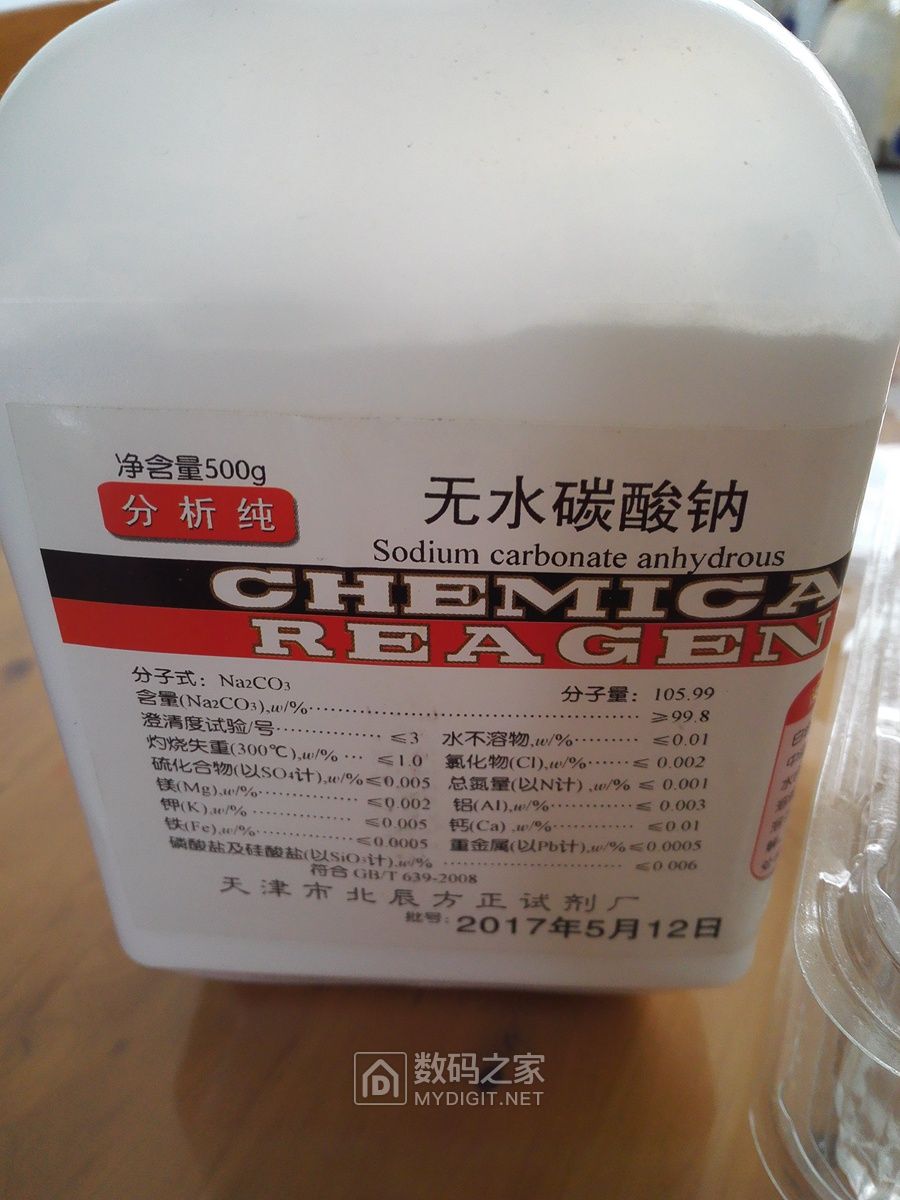 净含量500g
分析纯
无水碳酸钠
Sodium carbonate anhydrous
CHEMICA
REAGEN
分子式：Na₂CO₃ 分子量：105.99
含量(Na₂CO₃),w/%…………………………………… ≥99.8
澄清度试验/号…………… ≤3 水不溶物,w/%……… ≤0.01
灼烧失重(300℃),w/% … ≤1.0 氯化物(Cl),w/%……≤ 0.002
硫化合物(以SO₄计),w/%≤0.005 总氮量(以N计) ,w/% ≤ 0.001
镁(Mg),w/%…………… ≤0.002 铝(Al),w/%……… ≤ 0.003
钾(K),w/% …………… ≤0.005 钙(Ca) ,w/%……… ≤0.01
铁(Fe),w/%……………≤0.0005 重金属(以Pb计),w/%≤0.0005
磷酸盐及硅酸盐(以SiO₃计),w/% ………………………… ≤0.006
符合 GB/T 639-2008
天津市北辰方正试剂厂
批号：2017年5月12日
数码之家
MYDIGIT.NET